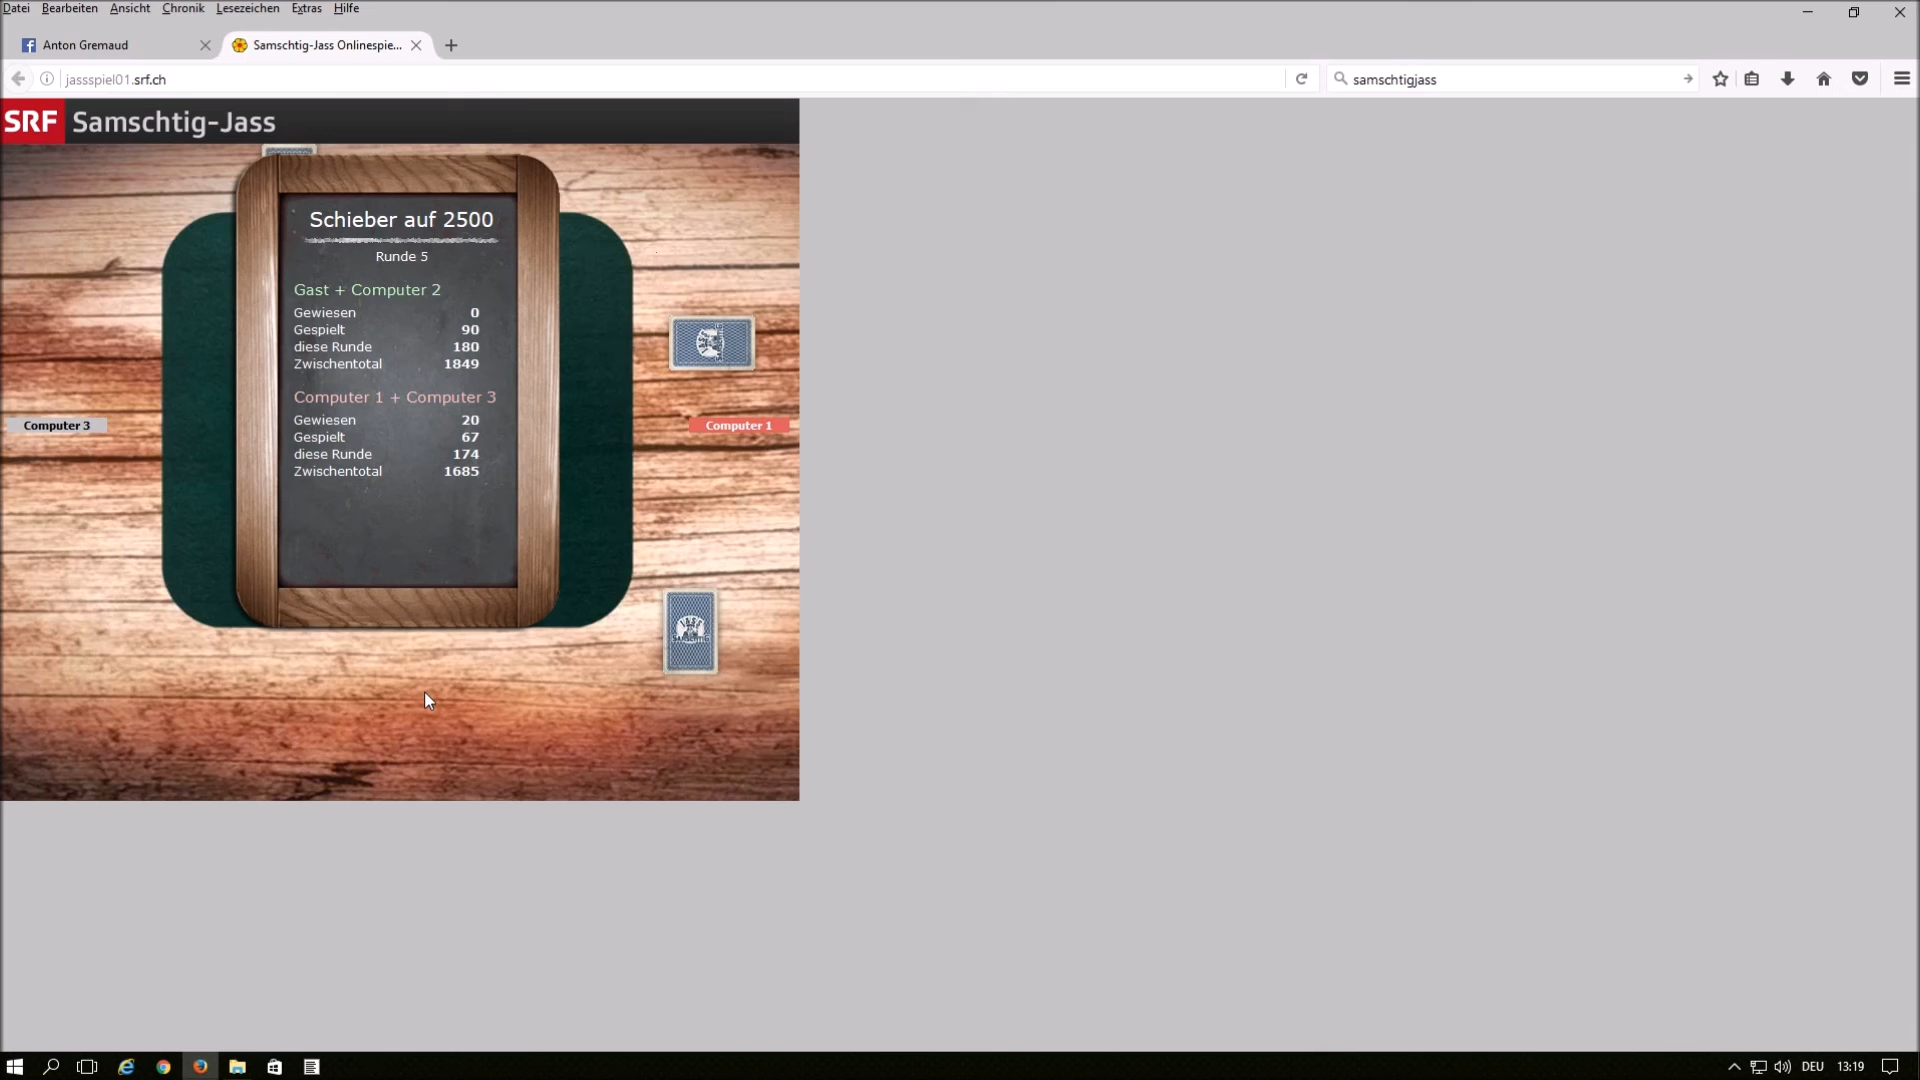 Datei Bearbeiten Ansicht Chronik Lesezeichen Extras Hilfe
Anton Gremaud
Samschtig-Jass Onlinespie...
jassspiel01.srf.ch
samschtigjass
SRF Samschtig-Jass
Schieber auf 2500
Runde 5
Gast + Computer 2
Gewiesen 0
Gespielt 90
diese Runde 180
Zwischentotal 1849
Computer 1 + Computer 3
Gewiesen 20
Gespielt 67
diese Runde 174
Zwischentotal 1685
Computer 3
Computer 1
JASS
SAMSCHTIG
DEU 13:19